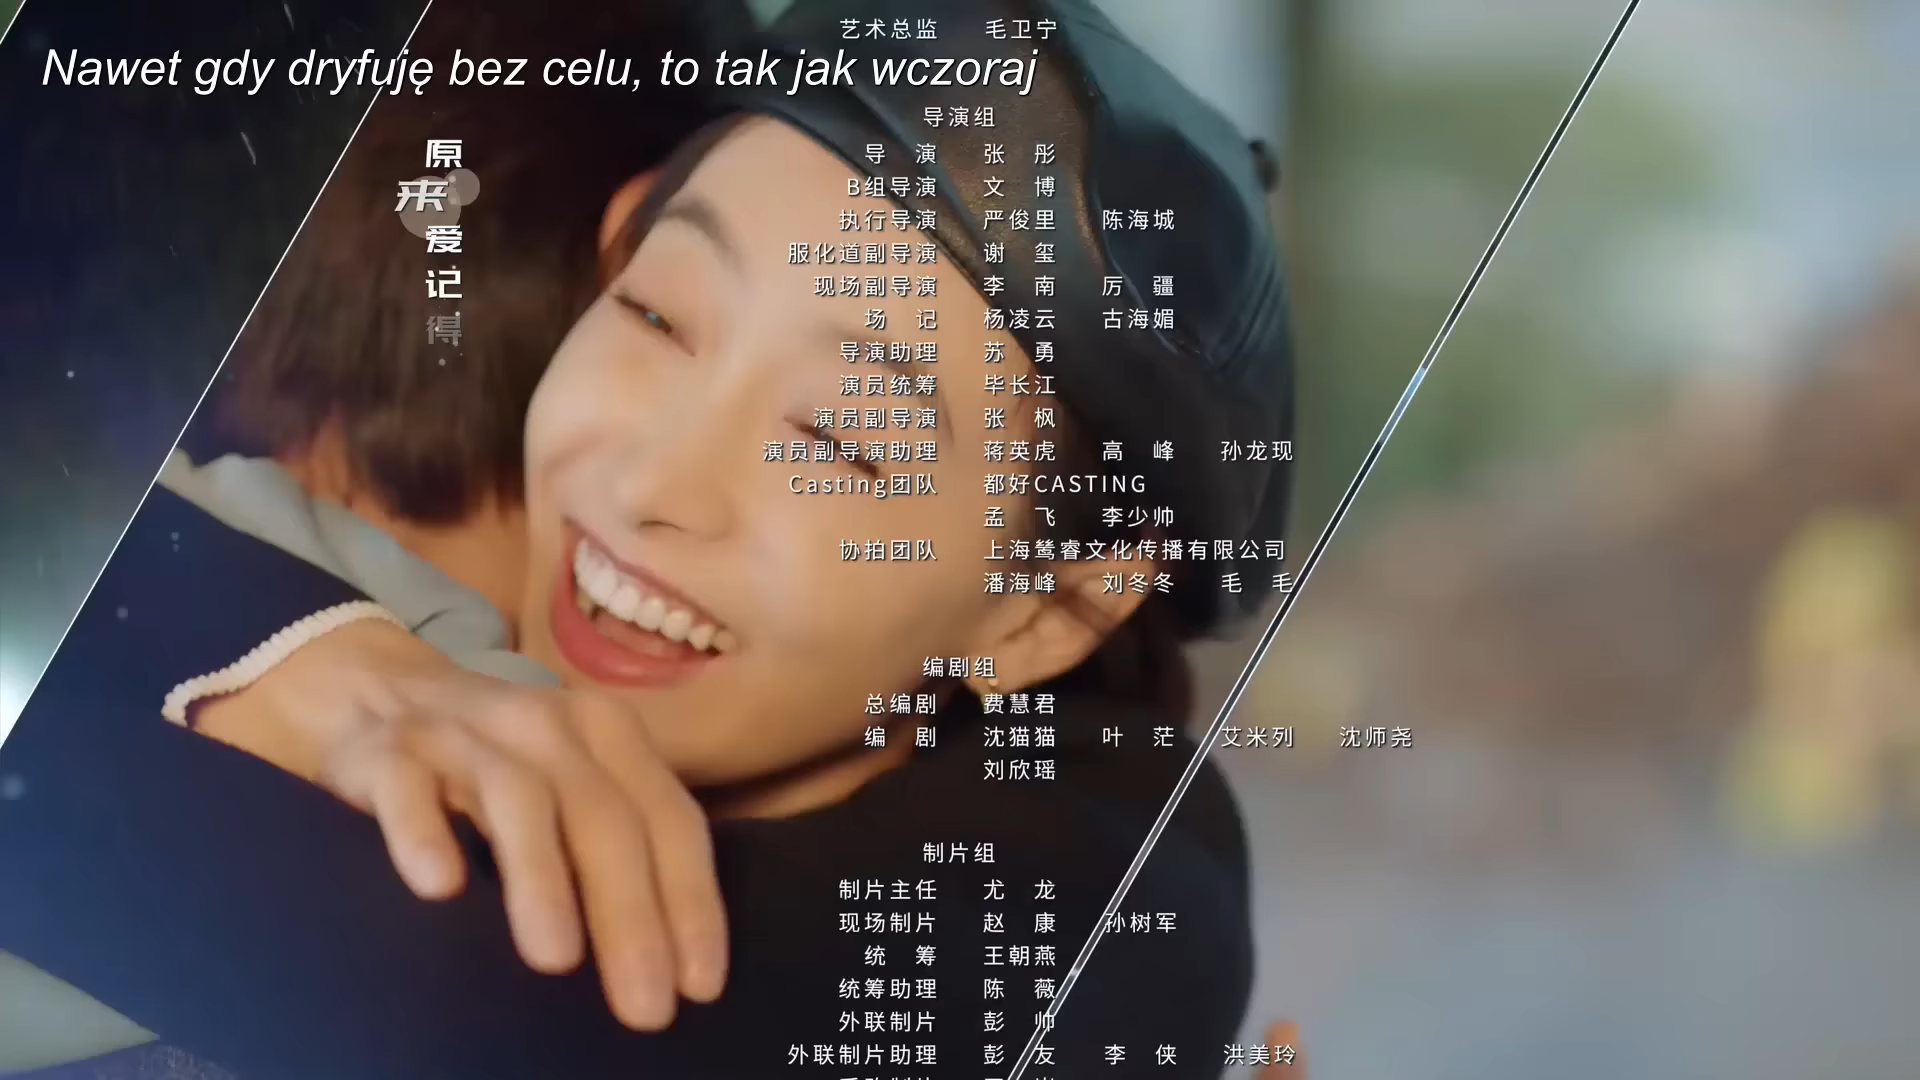 艺术总监 毛卫宁
Nawet gdy dryfuję bez celu, to tak jak wczoraj
原来爱记得
导演组
导 演 张 彤
B组导演 文 博
执行导演 严俊里 陈海城
服化道副导演 谢 玺
现场副导演 李 南 厉 疆
场 记 杨凌云 古海媚
导演助理 苏 勇
演员统筹 毕长江
演员副导演 张 枫
演员副导演助理 蒋英虎 高 峰 孙龙现
Casting团队 都好CASTING
孟 飞 李少帅
协拍团队 上海鸶睿文化传播有限公司
潘海峰 刘冬冬 毛 毛
编剧组
总编剧 费慧君
编 剧 沈猫猫 叶 茫 艾米列 沈师尧
刘欣瑶
制片组
制片主任 尤 龙
现场制片 赵 康 孙树军
统 筹 王朝燕
统筹助理 陈 薇
外联制片 彭 帅
外联制片助理 彭 友 李 侠 洪美玲